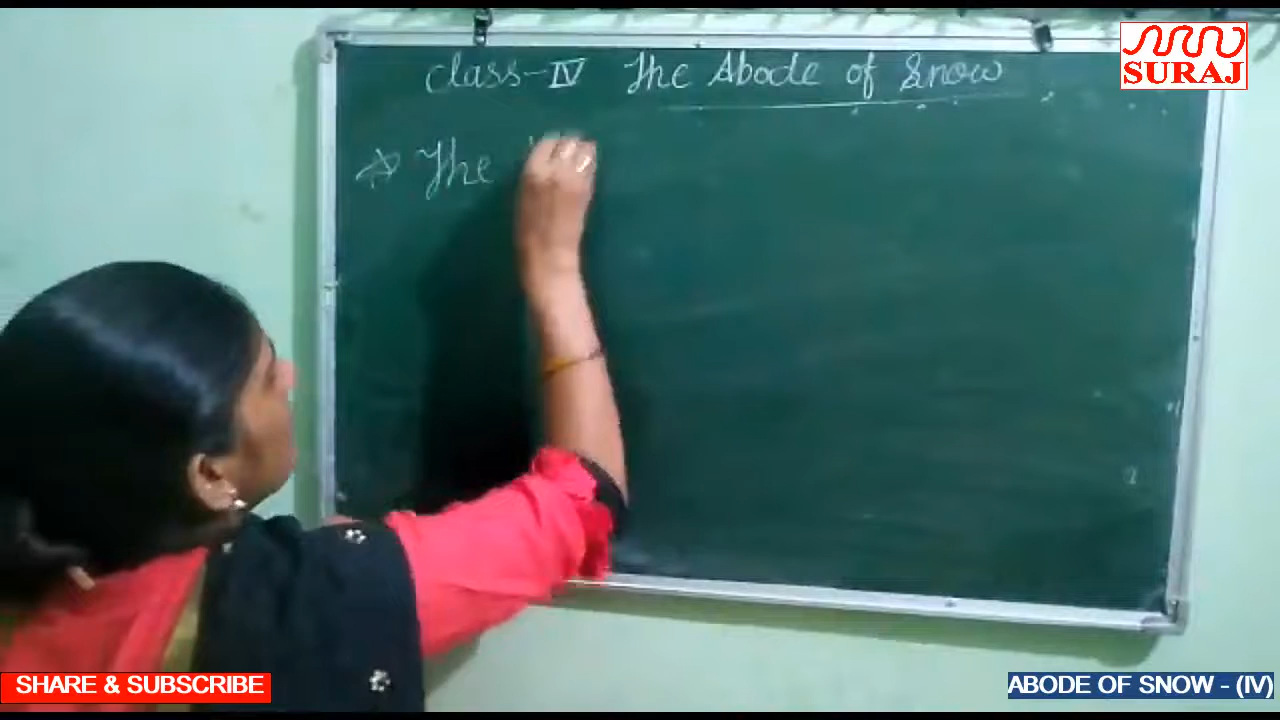 SURAJ
Class-IV The Abode of Snow
☆ The
SHARE & SUBSCRIBE
ABODE OF SNOW - (IV)